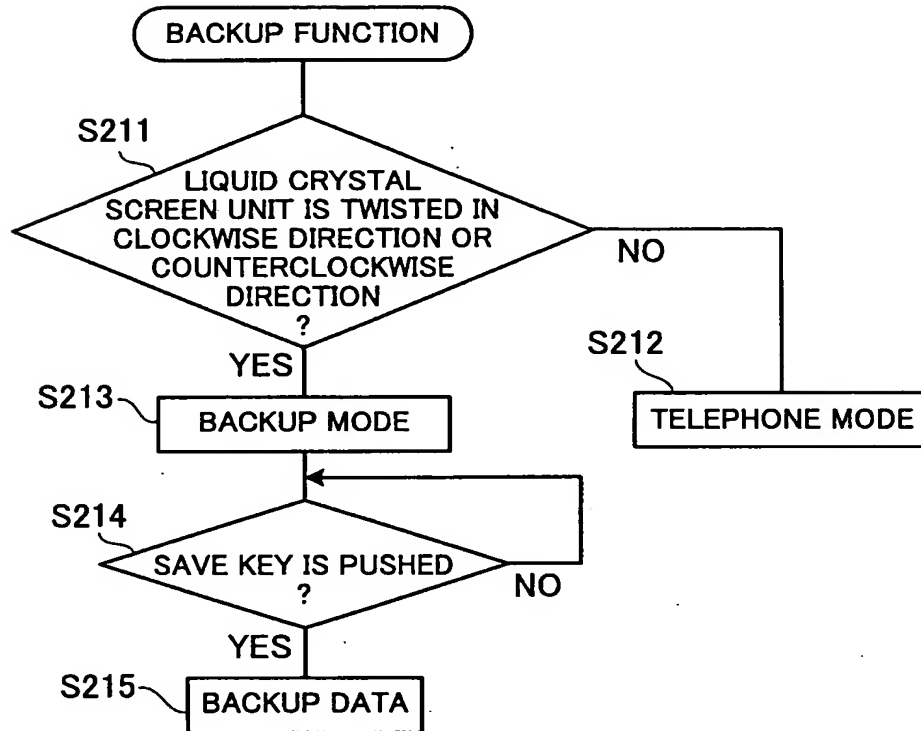 BACKUP FUNCTION
S211
LIQUID CRYSTAL
SCREEN UNIT IS TWISTED IN
CLOCKWISE DIRECTION OR
COUNTERCLOCKWISE
DIRECTION
?
NO
YES
S212
TELEPHONE MODE
S213
BACKUP MODE
S214
SAVE KEY IS PUSHED
?
NO
YES
S215
BACKUP DATA